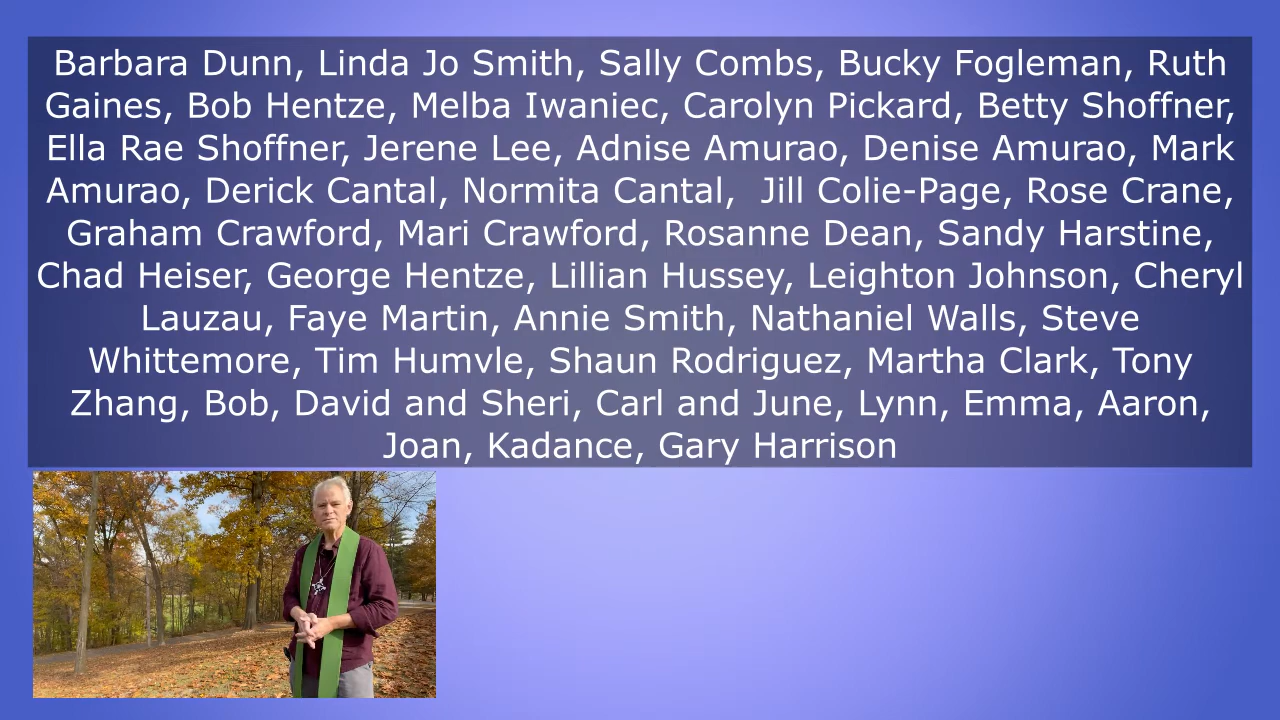 Barbara Dunn, Linda Jo Smith, Sally Combs, Bucky Fogleman, Ruth
Gaines, Bob Hentze, Melba Iwaniec, Carolyn Pickard, Betty Shoffner,
Ella Rae Shoffner, Jerene Lee, Adnise Amurao, Denise Amurao, Mark
Amurao, Derick Cantal, Normita Cantal,  Jill Colie-Page, Rose Crane,
Graham Crawford, Mari Crawford, Rosanne Dean, Sandy Harstine,
Chad Heiser, George Hentze, Lillian Hussey, Leighton Johnson, Cheryl
Lauzau, Faye Martin, Annie Smith, Nathaniel Walls, Steve
Whittemore, Tim Humvle, Shaun Rodriguez, Martha Clark, Tony
Zhang, Bob, David and Sheri, Carl and June, Lynn, Emma, Aaron,
Joan, Kadance, Gary Harrison